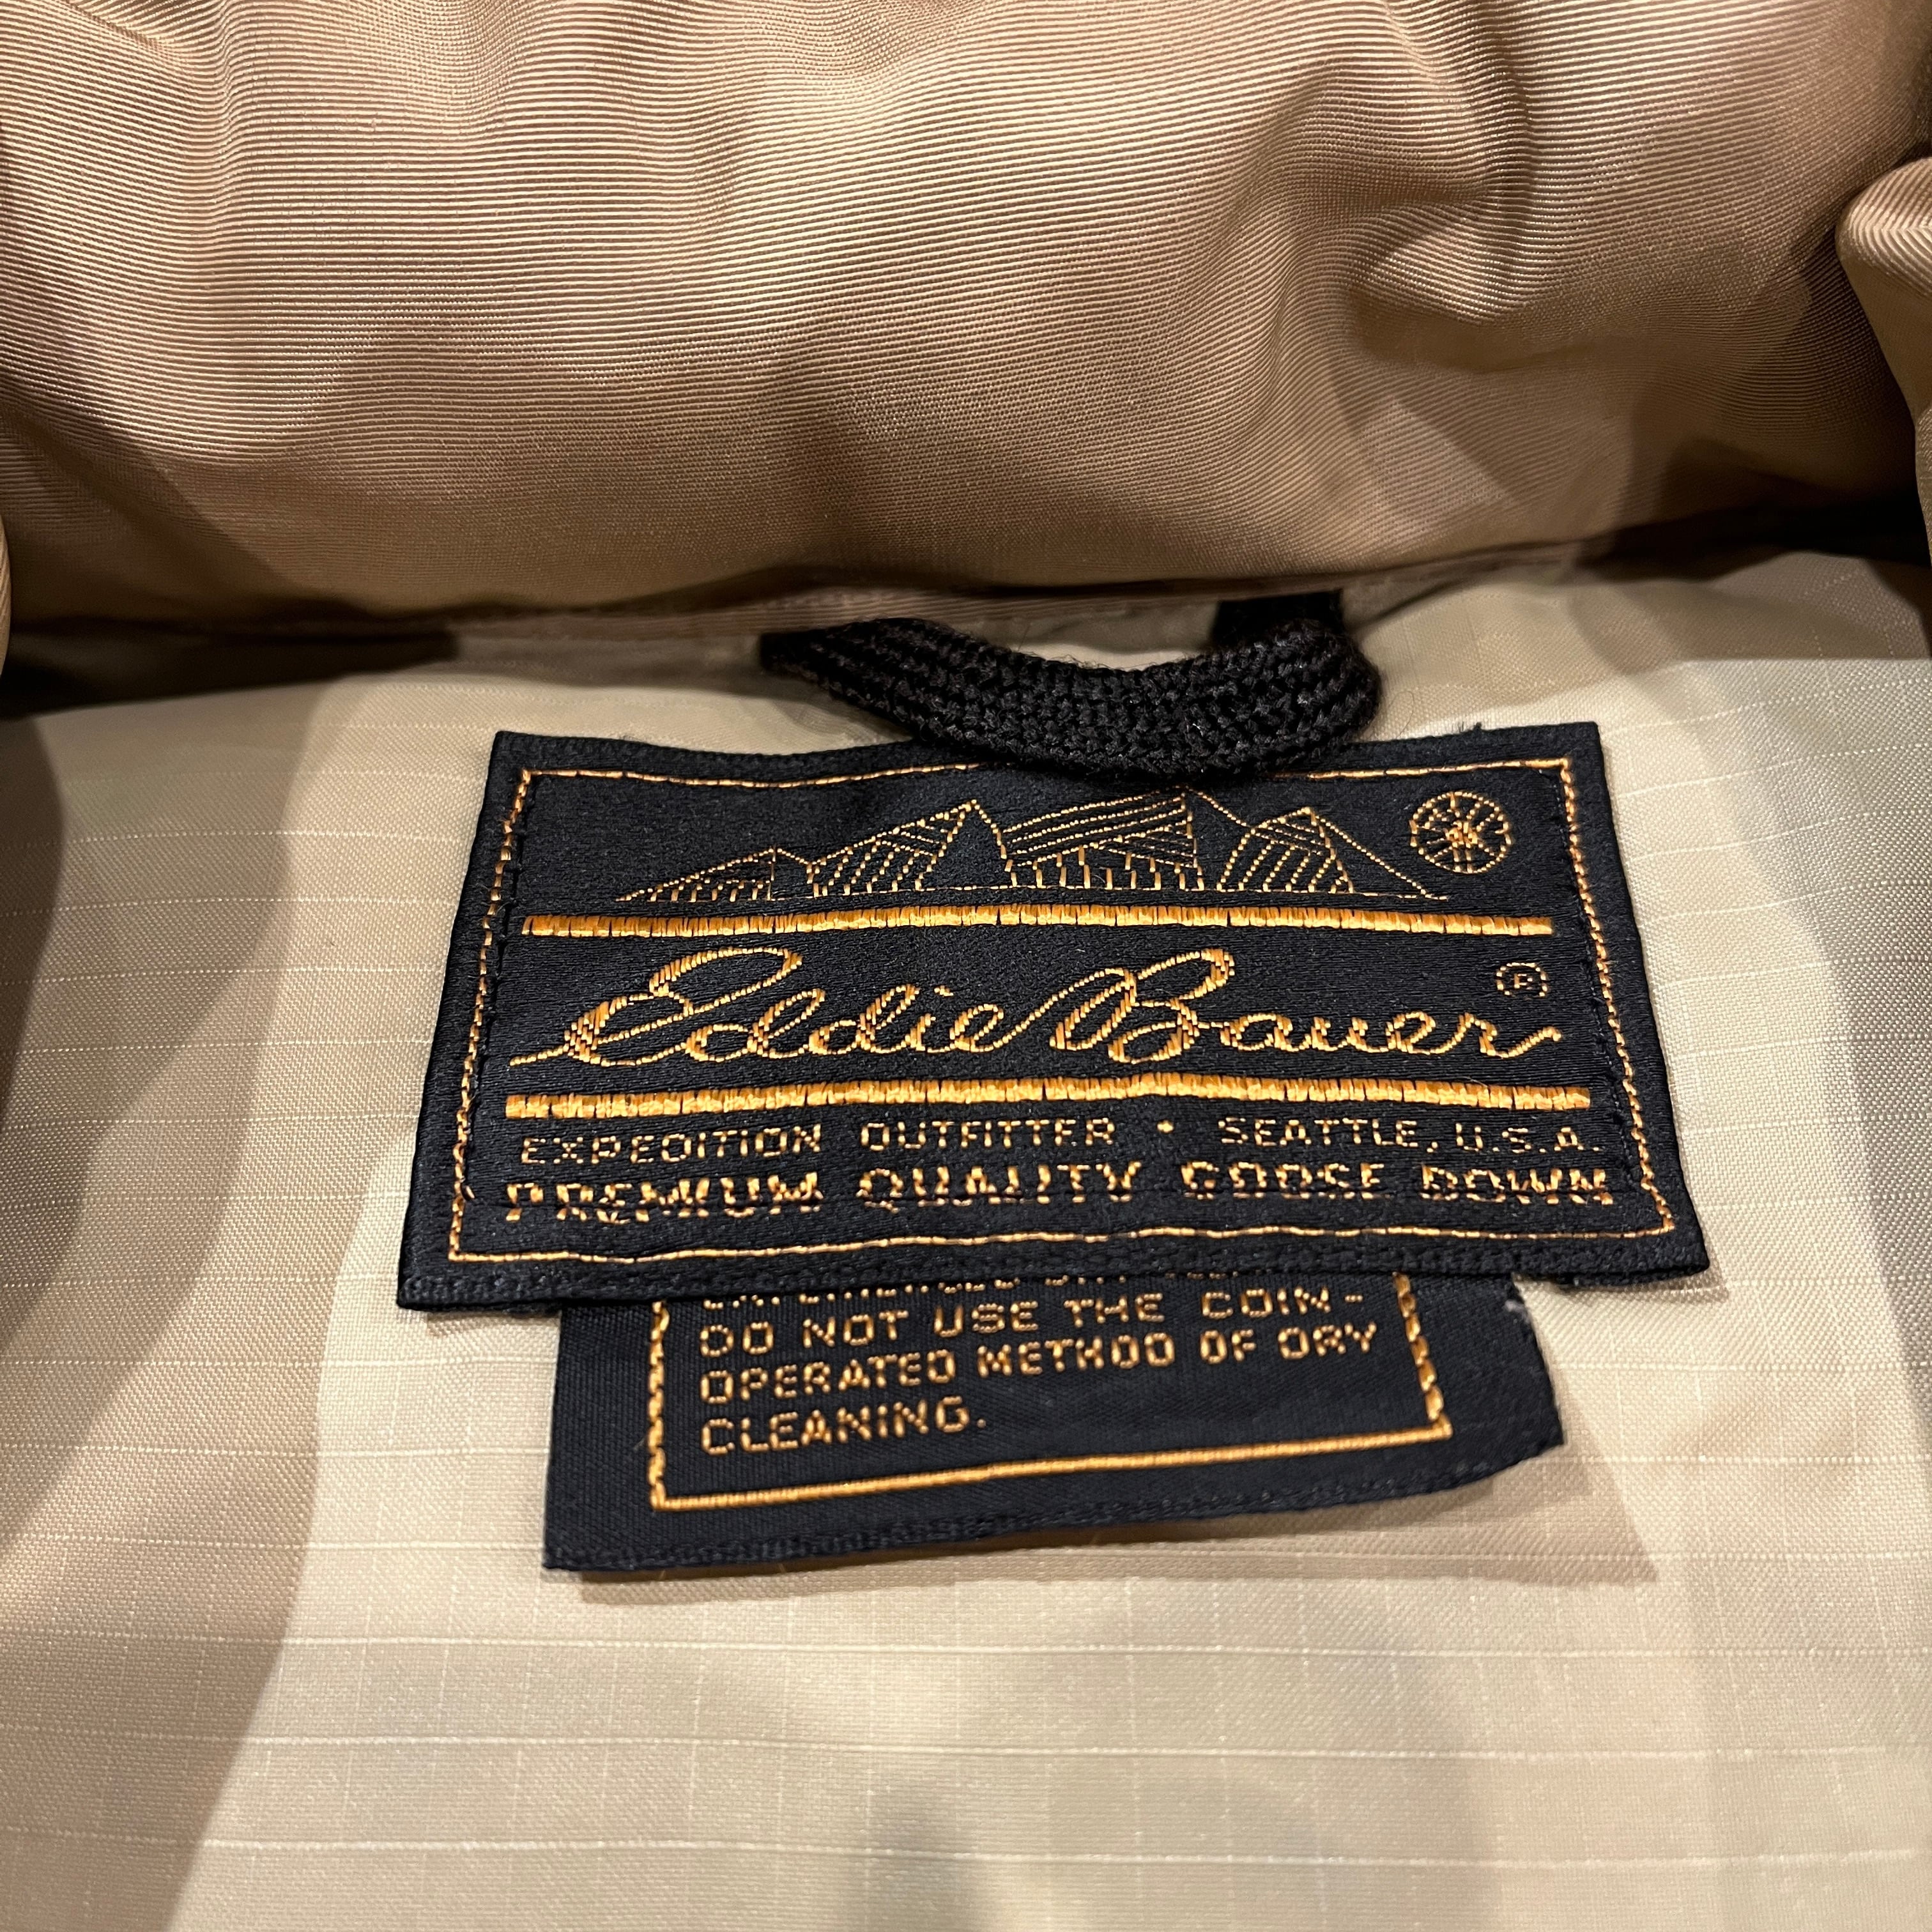 Eddie Bauer ®
EXPEDITION OUTFITTER • SEATTLE, U.S.A.
PREMIUM QUALITY GOOSE DOWN
DO NOT USE THE COIN-
OPERATED METHOD OF DRY
CLEANING.